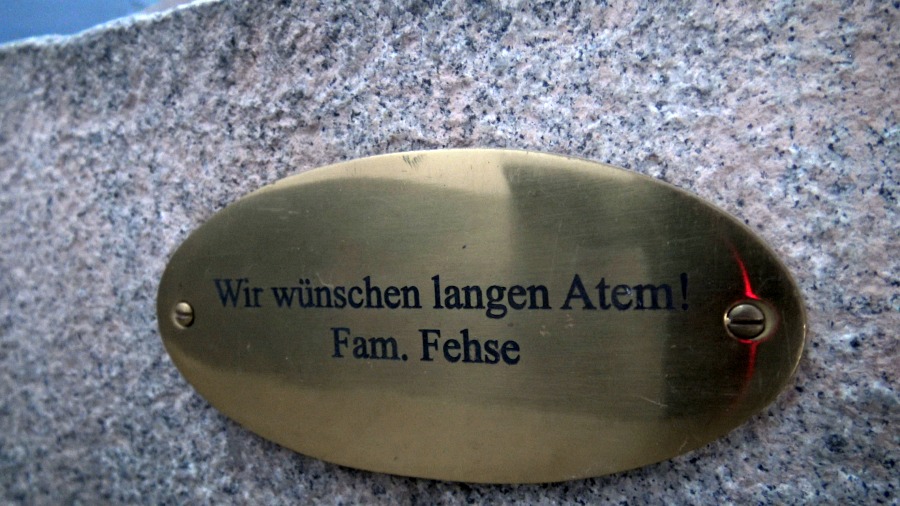 Wir wünschen langen Atem!
Fam. Fehse